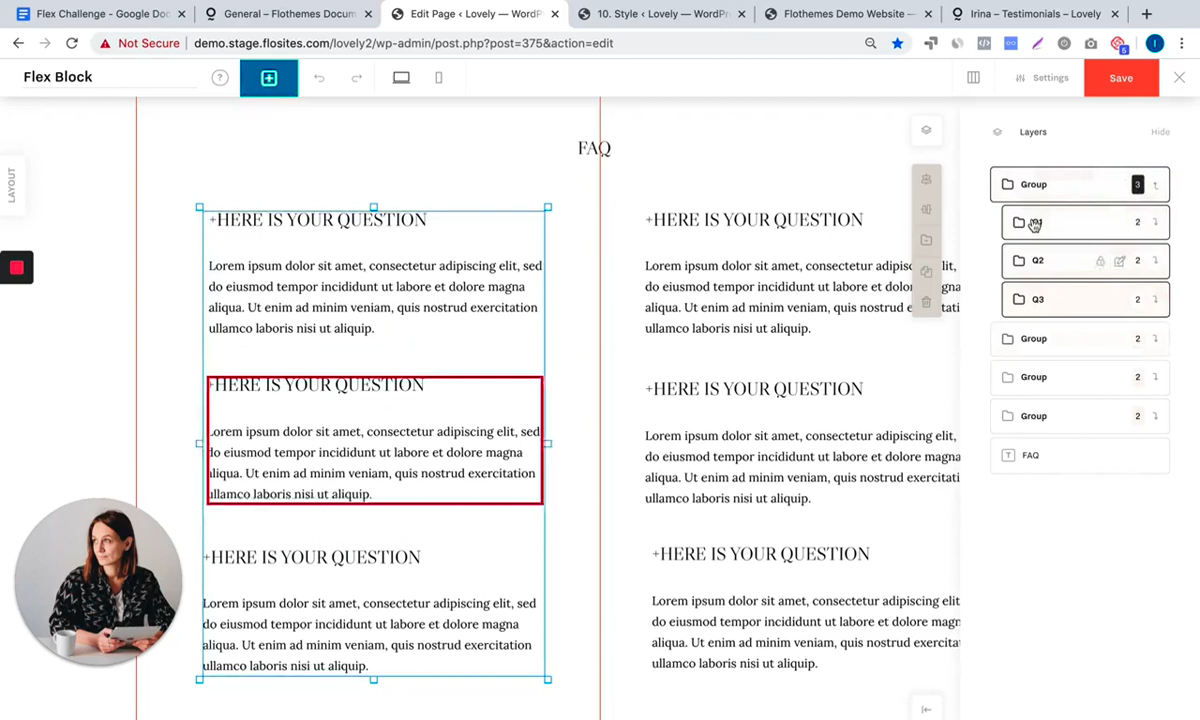 Flex Challenge - Google Doc
General – Flothemes Docum
Edit Page ‹ Lovely — WordP
10. Style ‹ Lovely — WordPr
Flothemes Demo Website —
Irina – Testimonials – Lovely
Not Secure
demo.stage.flosites.com/lovely2/wp-admin/post.php?post=375&action=edit
5
I
Flex Block
?
Settings
Save
LAYOUT
FAQ
+HERE IS YOUR QUESTION
Lorem ipsum dolor sit amet, consectetur adipiscing elit, sed
do eiusmod tempor incididunt ut labore et dolore magna
aliqua. Ut enim ad minim veniam, quis nostrud exercitation
ullamco laboris nisi ut aliquip.
+HERE IS YOUR QUESTION
Lorem ipsum dolor sit amet, consectetur adipiscing elit, sed
do eiusmod tempor incididunt ut labore et dolore magna
aliqua. Ut enim ad minim veniam, quis nostrud exercitation
ullamco laboris nisi ut aliquip.
+HERE IS YOUR QUESTION
Lorem ipsum dolor sit amet, consectetur adipiscing elit, sed
do eiusmod tempor incididunt ut labore et dolore magna
aliqua. Ut enim ad minim veniam, quis nostrud exercitation
ullamco laboris nisi ut aliquip.
+HERE IS YOUR QUESTION
Lorem ipsum dolor sit amet, consectetur adipisc lit,
do eiusmod tempor incididunt ut labore et dolor gna
aliqua. Ut enim ad minim veniam, quis nostrud e tati
ullamco laboris nisi ut aliquip.
+HERE IS YOUR QUESTION
Lorem ipsum dolor sit amet, consectetur adipiscing elit,
do eiusmod tempor incididunt ut labore et dolore magna
aliqua. Ut enim ad minim veniam, quis nostrud exercitati
ullamco laboris nisi ut aliquip.
+HERE IS YOUR QUESTION
Lorem ipsum dolor sit amet, consectetur adipiscing elit
do eiusmod tempor incididunt ut labore et dolore magn
aliqua. Ut enim ad minim veniam, quis nostrud exercita
ullamco laboris nisi ut aliquip.
Layers
Hide
Group 3
2
Q2 2
Q3 2
Group 2
Group 2
Group 2
T FAQ